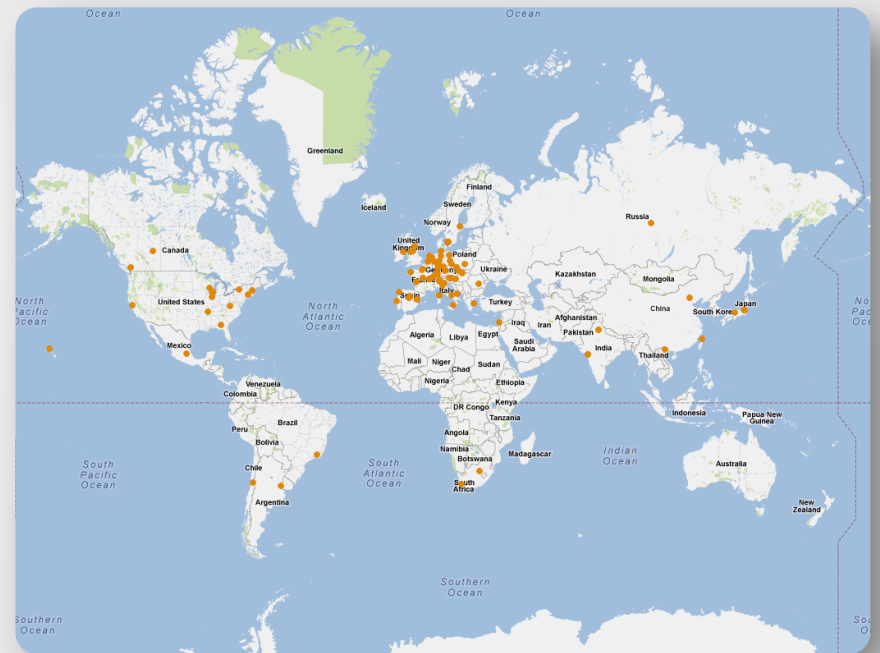 Ocean
Ocean
Greenland
Finland
Iceland
Sweden
Norway
Russia
United
Kingdom
Canada
Poland
Germany
Ukraine
France
Kazakhstan
Mongolia
North
Pacific
Ocean
United States
North
Atlantic
Ocean
Spain
Italy
Turkey
China
South Korea
Japan
North
Pacific
Ocean
Afghanistan
Iraq
Iran
Pakistan
Algeria
Libya
Egypt
Saudi
Arabia
India
Mexico
Thailand
Mali
Niger
Chad
Sudan
Nigeria
Ethiopia
Venezuela
Colombia
Kenya
DR Congo
Tanzania
Indonesia
Papua New
Guinea
Peru
Brazil
Bolivia
Angola
Namibia
Botswana
Madagascar
Indian
Ocean
Australia
South
Pacific
Ocean
Chile
South
Atlantic
Ocean
South
Africa
Argentina
New
Zealand
Southern
Ocean
Southern
Ocean